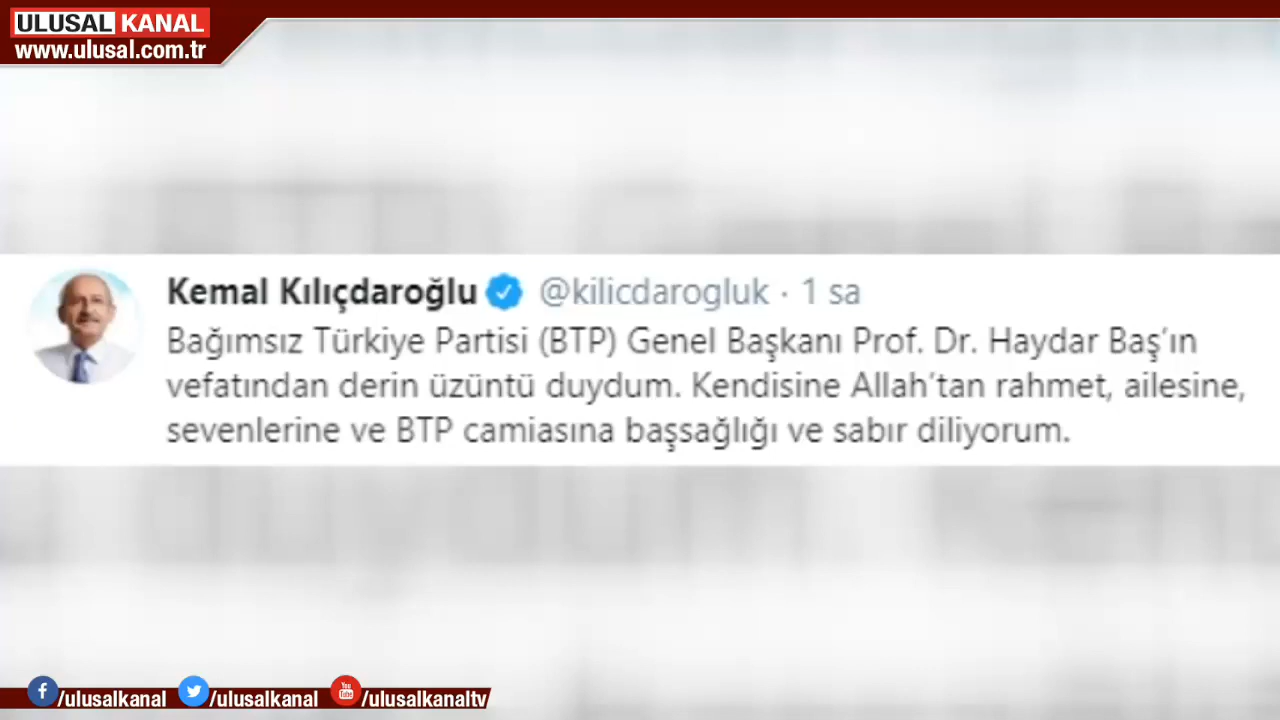 ULUSAL KANAL
www.ulusal.com.tr
Kemal Kılıçdaroğlu @kilicdarogluk · 1 sa
Bağımsız Türkiye Partisi (BTP) Genel Başkanı Prof. Dr. Haydar Baş'ın
vefatından derin üzüntü duydum. Kendisine Allah'tan rahmet, ailesine,
sevenlerine ve BTP camiasına başsağlığı ve sabır diliyorum.
/ulusalkanal /ulusalkanal You Tube /ulusalkanaltv